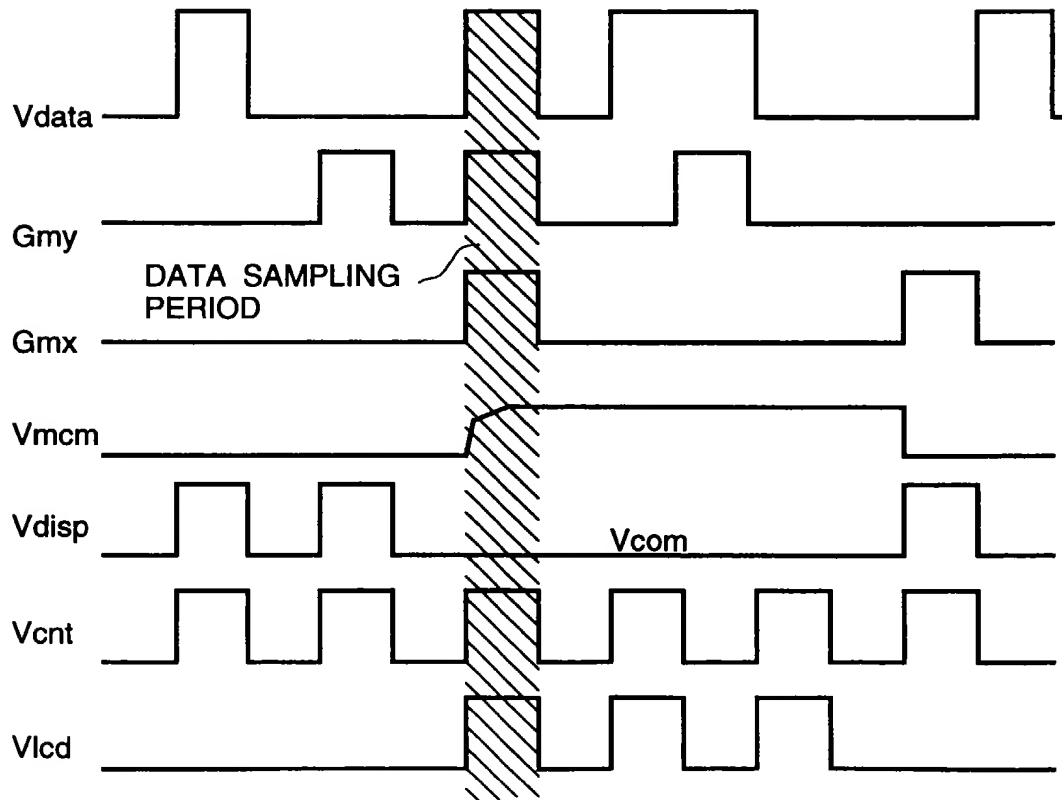 Vdata
Gmy
DATA SAMPLING
PERIOD
Gmx
Vmcm
Vdisp
Vcom
Vcnt
Vlcd